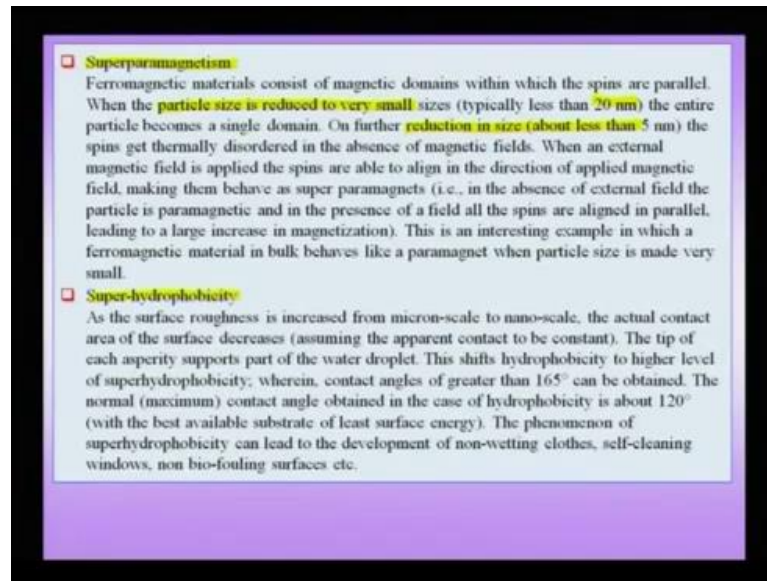 Superparamagnetism
Ferromagnetic materials consist of magnetic domains within which the spins are parallel.
When the particle size is reduced to very small sizes (typically less than 20 nm) the entire
particle becomes a single domain. On further reduction in size (about less than 5 nm) the
spins get thermally disordered in the absence of magnetic fields. When an external
magnetic field is applied the spins are able to align in the direction of applied magnetic
field, making them behave as super paramagnets (i.e., in the absence of external field the
particle is paramagnetic and in the presence of a field all the spins are aligned in parallel,
leading to a large increase in magnetization). This is an interesting example in which a
ferromagnetic material in bulk behaves like a paramagnet when particle size is made very
small.
Super-hydrophobicity
As the surface roughness is increased from micron-scale to nano-scale, the actual contact
area of the surface decreases (assuming the apparent contact to be constant). The tip of
each asperity supports part of the water droplet. This shifts hydrophobicity to higher level
of superhydrophobicity; wherein, contact angles of greater than 165° can be obtained. The
normal (maximum) contact angle obtained in the case of hydrophobicity is about 120°
(with the best available substrate of least surface energy). The phenomenon of
superhydrophobicity can lead to the development of non-wetting clothes, self-cleaning
windows, non bio-fouling surfaces etc.